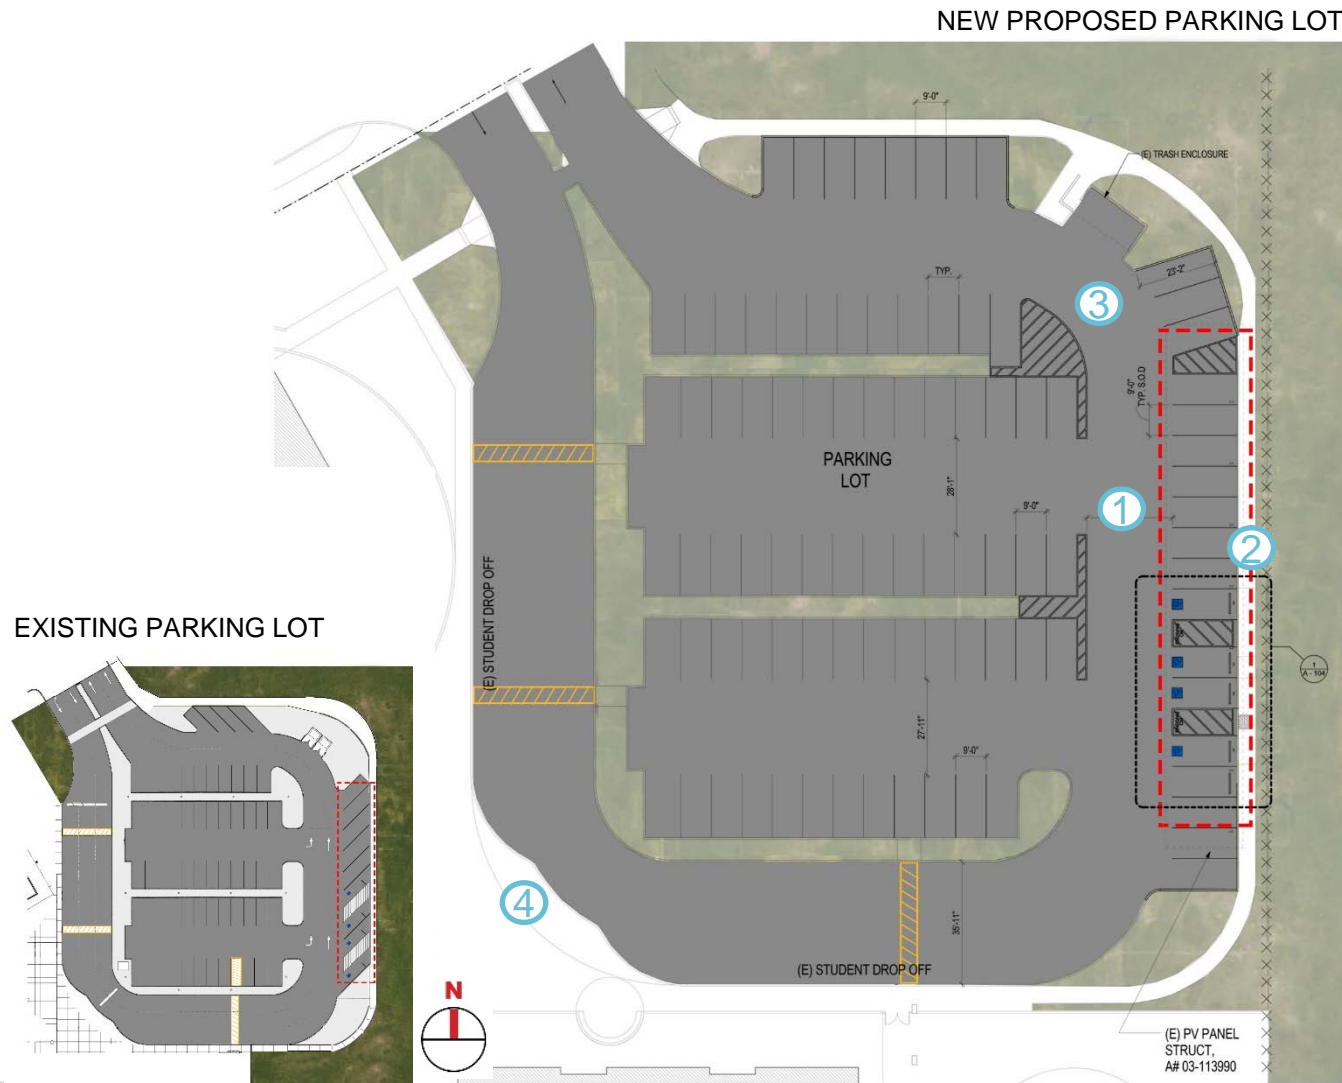 NEW PROPOSED PARKING LOT
9'-0"
(E) TRASH ENCLOSURE
23'-2"
TYP.
3
9'-0"
TYP. S.O.D
PARKING
LOT
28'-1"
9'-0"
1
2
(E) STUDENT DROP OFF
EXISTING PARKING LOT
1
A - 104
27'-11"
9'-0"
4
35'-11"
(E) STUDENT DROP OFF
N
(E) PV PANEL
STRUCT,
A# 03-113990